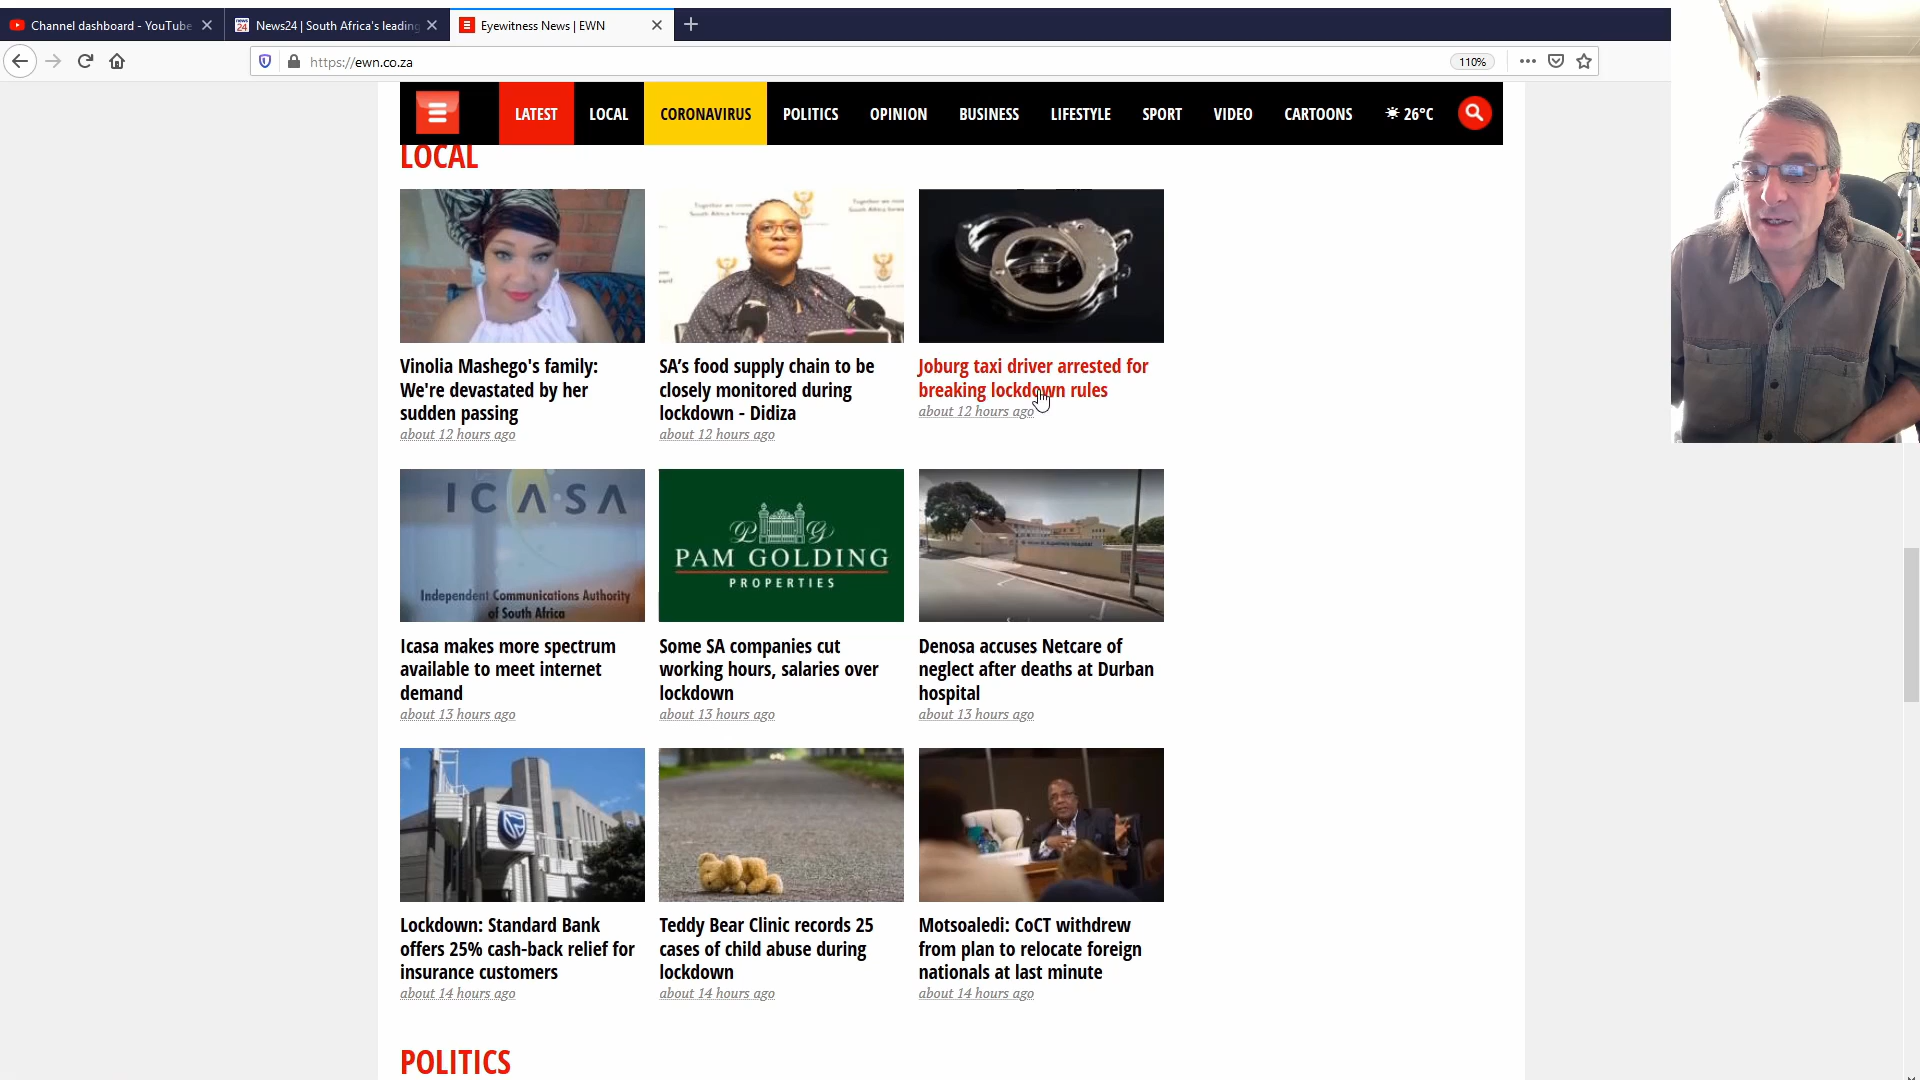 Channel dashboard - YouTube
News24 | South Africa's leading
Eyewitness News | EWN
https://ewn.co.za
110%
LATEST
LOCAL
CORONAVIRUS
POLITICS
OPINION
BUSINESS
LIFESTYLE
SPORT
VIDEO
CARTOONS
26°C
LOCAL
Vinolia Mashego's family:
We're devastated by her
sudden passing
about 12 hours ago
SA’s food supply chain to be
closely monitored during
lockdown - Didiza
about 12 hours ago
Joburg taxi driver arrested for
breaking lockdown rules
about 12 hours ago
ICASA
Independent Communications Authority
of South Africa
Icasa makes more spectrum
available to meet internet
demand
about 13 hours ago
PG
PAM GOLDING
PROPERTIES
Some SA companies cut
working hours, salaries over
lockdown
about 13 hours ago
Denosa accuses Netcare of
neglect after deaths at Durban
hospital
about 13 hours ago
Lockdown: Standard Bank
offers 25% cash-back relief for
insurance customers
about 14 hours ago
Teddy Bear Clinic records 25
cases of child abuse during
lockdown
about 14 hours ago
Motsoaledi: CoCT withdrew
from plan to relocate foreign
nationals at last minute
about 14 hours ago
POLITICS